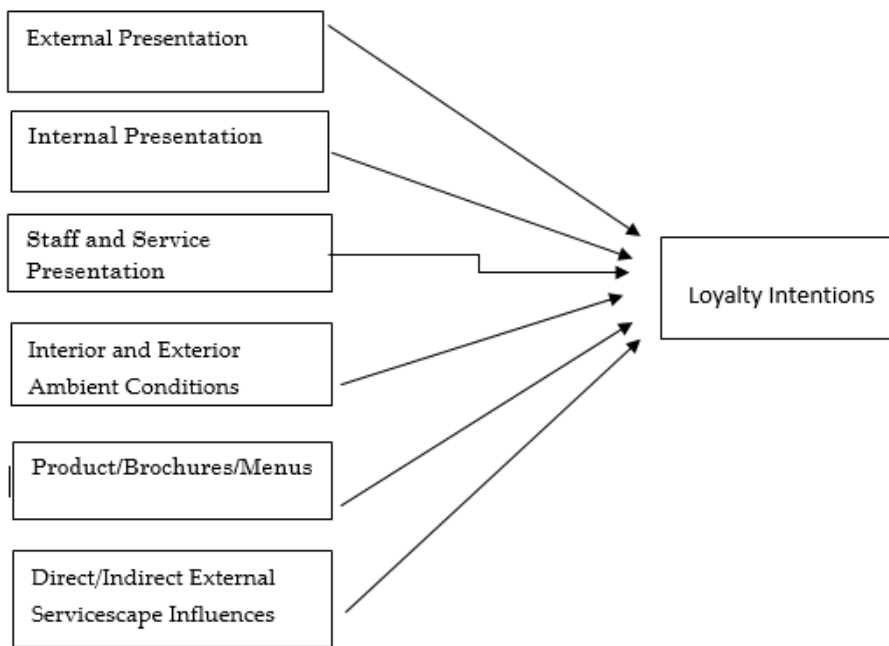 External Presentation
Internal Presentation
Staff and Service
Presentation
Interior and Exterior
Ambient Conditions
Product/Brochures/Menus
Direct/Indirect External
Servicescape Influences
Loyalty Intentions